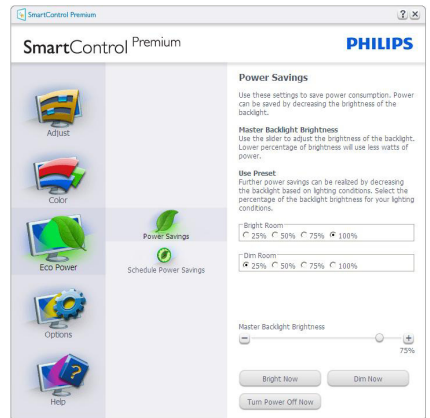 SmartControl Premium
SmartControl Premium
PHILIPS
Adjust
Color
Eco Power
Options
Help
Power Savings
Schedule Power Savings
Power Savings
Use these settings to save power consumption. Power
can be saved by decreasing the brightness of the
backlight.
Master Backlight Brightness
Use the slider to adjust the brightness of the backlight.
Lower percentage of brightness will use less watts of
power.
Use Preset
Further power savings can be realized by decreasing
the backlight based on lighting conditions. Select the
percentage of the backlight brightness for your lighting
conditions.
Bright Room
25% 50% 75% 100%
Dim Room
25% 50% 75% 100%
Master Backlight Brightness
75%
Bright Now Dim Now
Turn Power Off Now